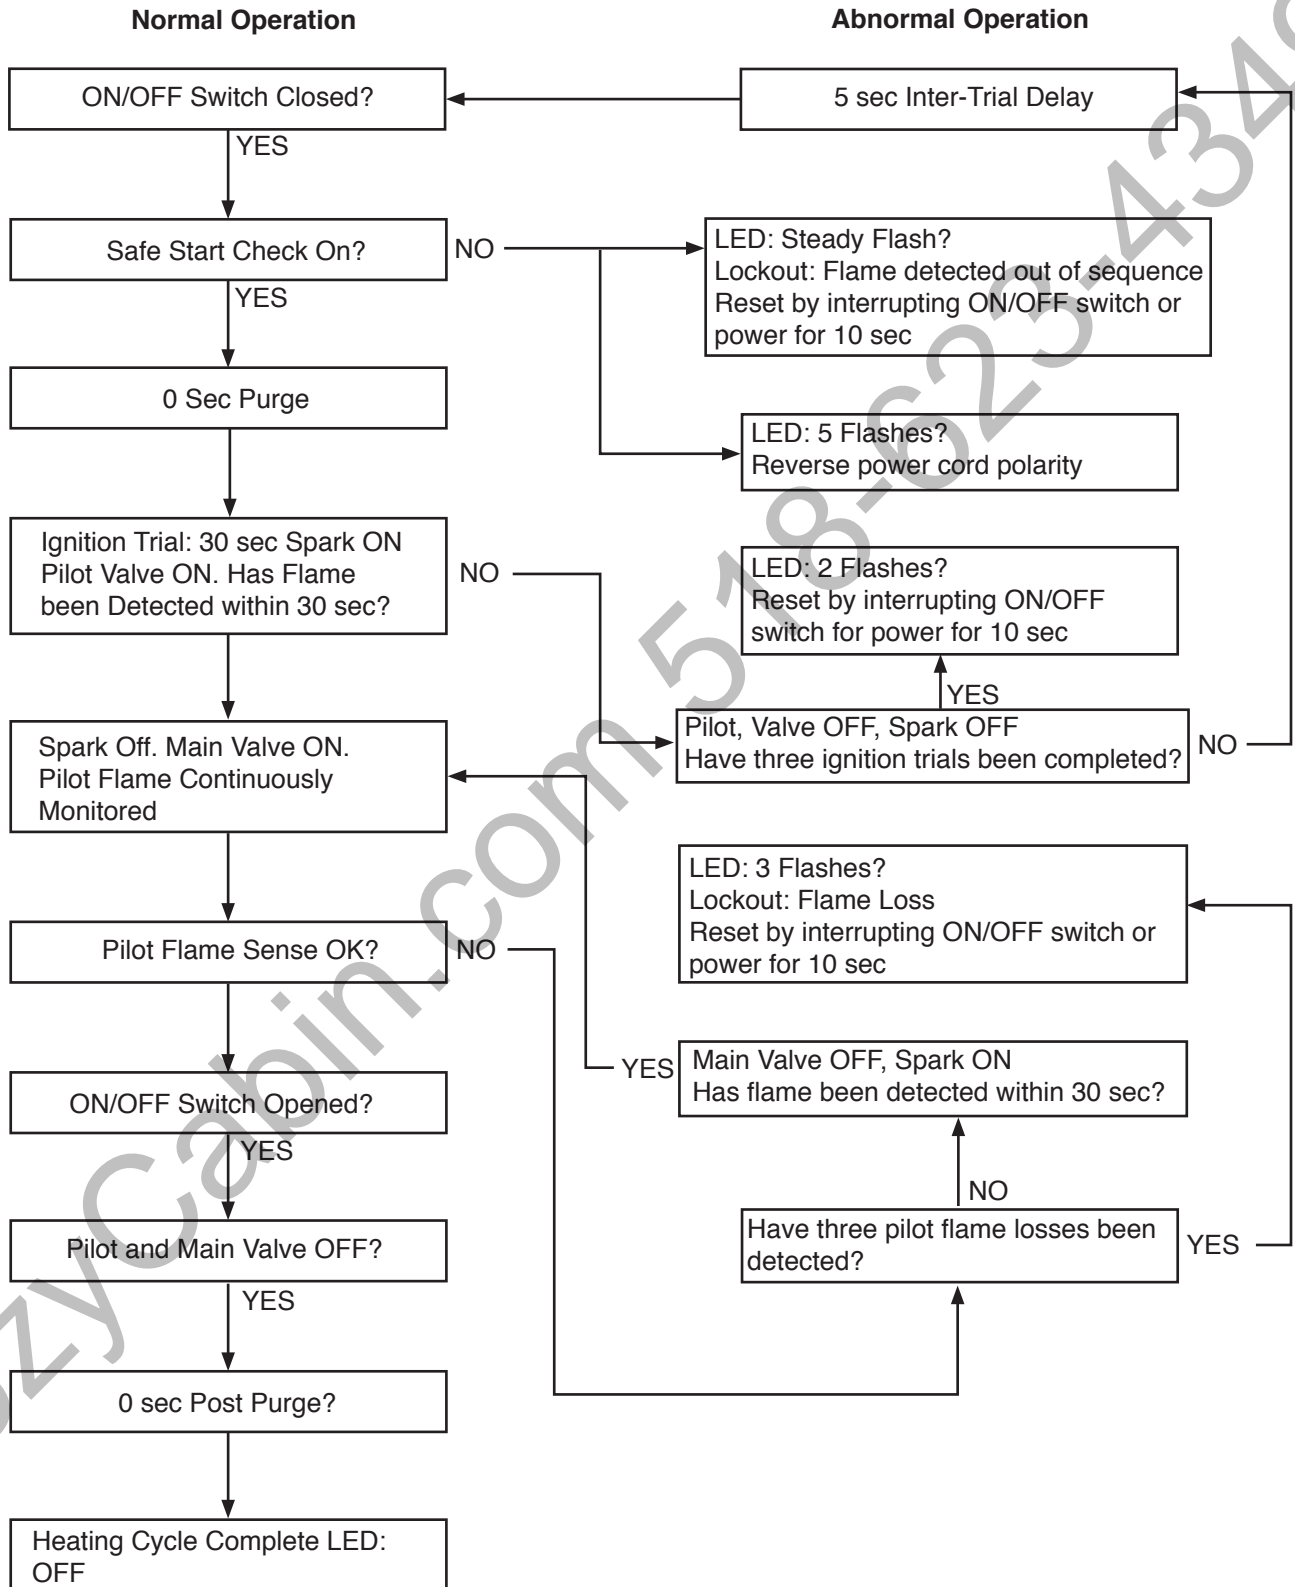 Normal Operation
Abnormal Operation
ON/OFF Switch Closed?
5 sec Inter-Trial Delay
YES
Safe Start Check On?
NO
LED: Steady Flash?
Lockout: Flame detected out of sequence
Reset by interrupting ON/OFF switch or
power for 10 sec
YES
0 Sec Purge
LED: 5 Flashes?
Reverse power cord polarity
Ignition Trial: 30 sec Spark ON
Pilot Valve ON. Has Flame
been Detected within 30 sec?
NO
LED: 2 Flashes?
Reset by interrupting ON/OFF
switch for power for 10 sec
YES
Pilot, Valve OFF, Spark OFF
Have three ignition trials been completed?
NO
Spark Off. Main Valve ON.
Pilot Flame Continuously
Monitored
LED: 3 Flashes?
Lockout: Flame Loss
Reset by interrupting ON/OFF switch or
power for 10 sec
Pilot Flame Sense OK?
NO
YES
Main Valve OFF, Spark ON
Has flame been detected within 30 sec?
ON/OFF Switch Opened?
YES
NO
Have three pilot flame losses been
detected?
YES
Pilot and Main Valve OFF?
YES
0 sec Post Purge?
Heating Cycle Complete LED:
OFF
zyCabin.com 518-623-434